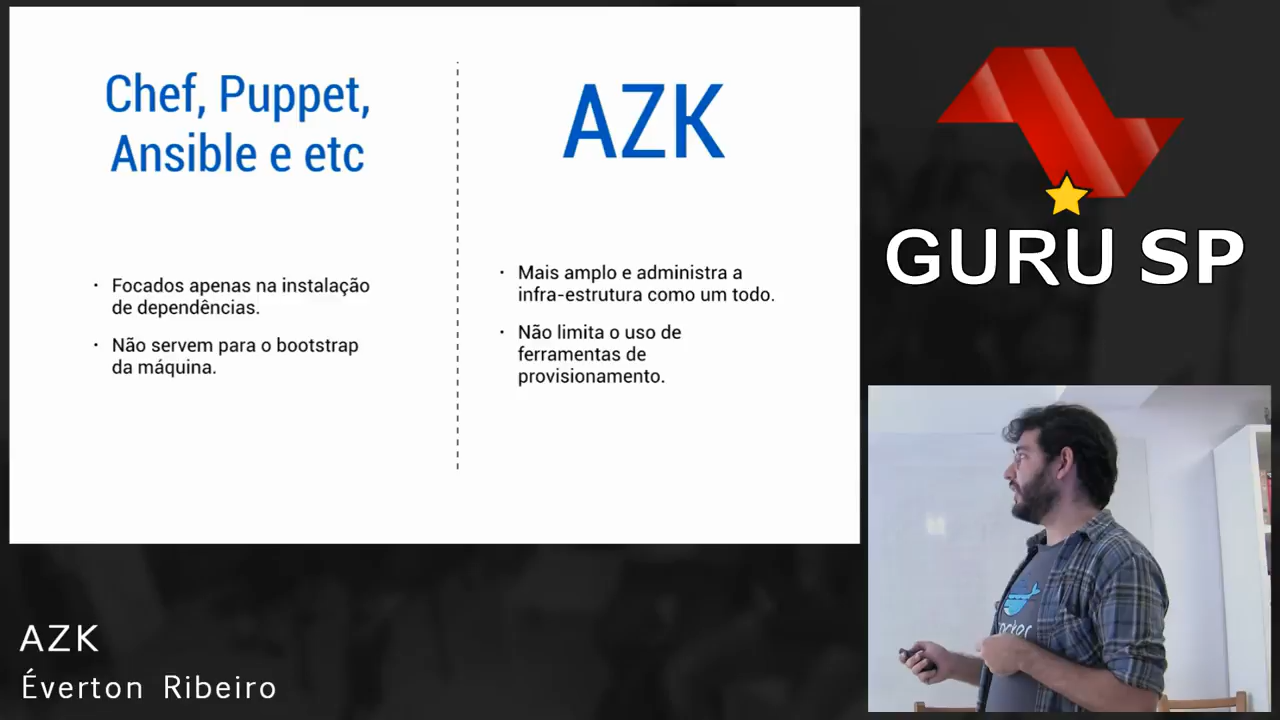 Chef, Puppet,
Ansible e etc
· Focados apenas na instalação
de dependências.
· Não servem para o bootstrap
da máquina.
AZK
· Mais amplo e administra a
infra-estrutura como um todo.
· Não limita o uso de
ferramentas de
provisionamento.
GURU SP
docker
AZK
Éverton Ribeiro